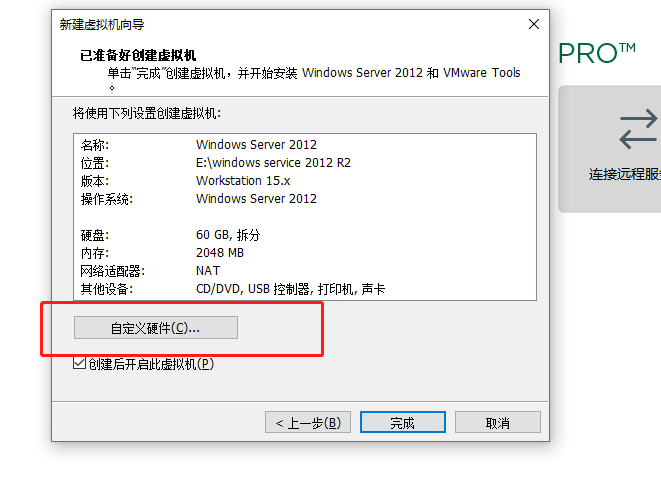 新建虚拟机向导
已准备好创建虚拟机
单击“完成”创建虚拟机，并开始安装 Windows Server 2012 和 VMware Tools
。
将使用下列设置创建虚拟机:
名称: Windows Server 2012
位置: E:\windows service 2012 R2
版本: Workstation 15.x
操作系统: Windows Server 2012
硬盘: 60 GB, 拆分
内存: 2048 MB
网络适配器: NAT
其他设备: CD/DVD, USB 控制器, 打印机, 声卡
自定义硬件(C)...
创建后开启此虚拟机(P)
< 上一步(B) 完成 取消
PRO™
连接远程服